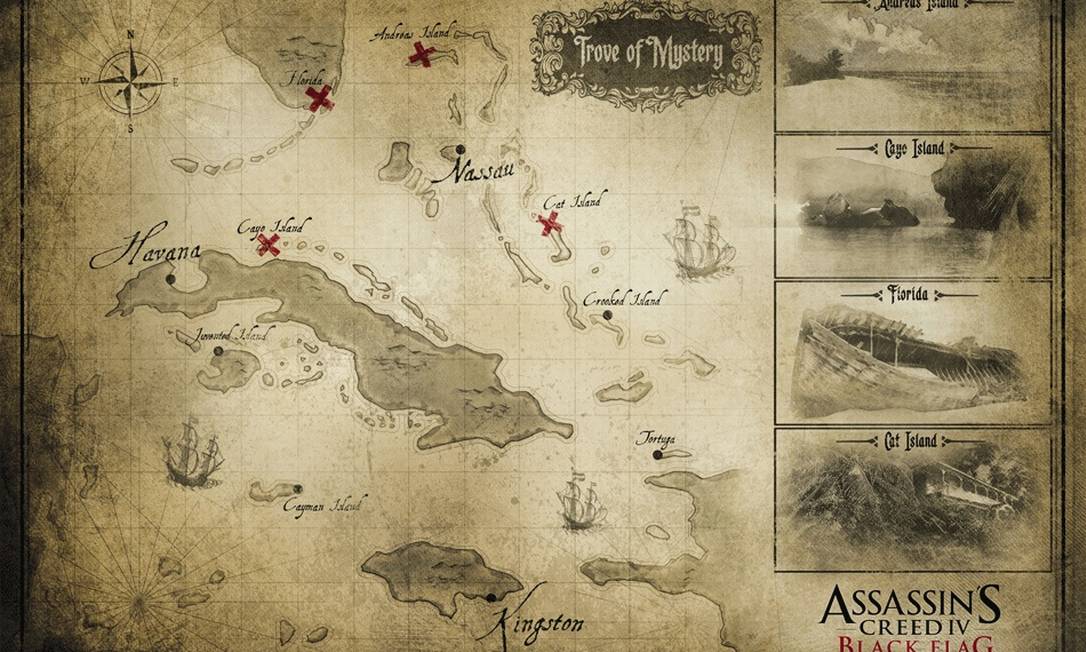 N
W
E
S
Andreas Island
Trove of Mystery
Florida
Nassau
Cat Island
Cayo Island
Havana
Crooked Island
Juvented Island
Tortuga
Cayman Island
Kingston
Andreas Island
Cayo Island
Florida
Cat Island
ASSASSIN'S
CREED IV
BLACK FLAG